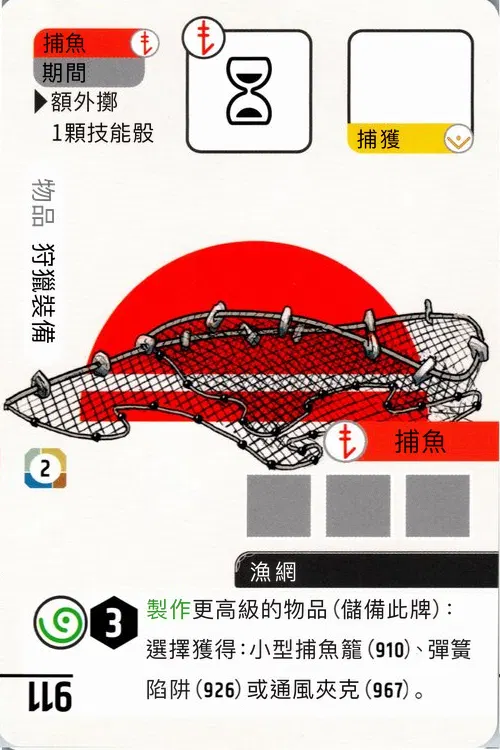 捕魚
期間
▶額外擲
1顆技能骰
捕獲
物品 狩獵裝備
捕魚
2
漁網
3
製作更高級的物品(儲備此牌):
選擇獲得:小型捕魚籠(910)、彈簧
陷阱(926)或通風夾克(967)。
911